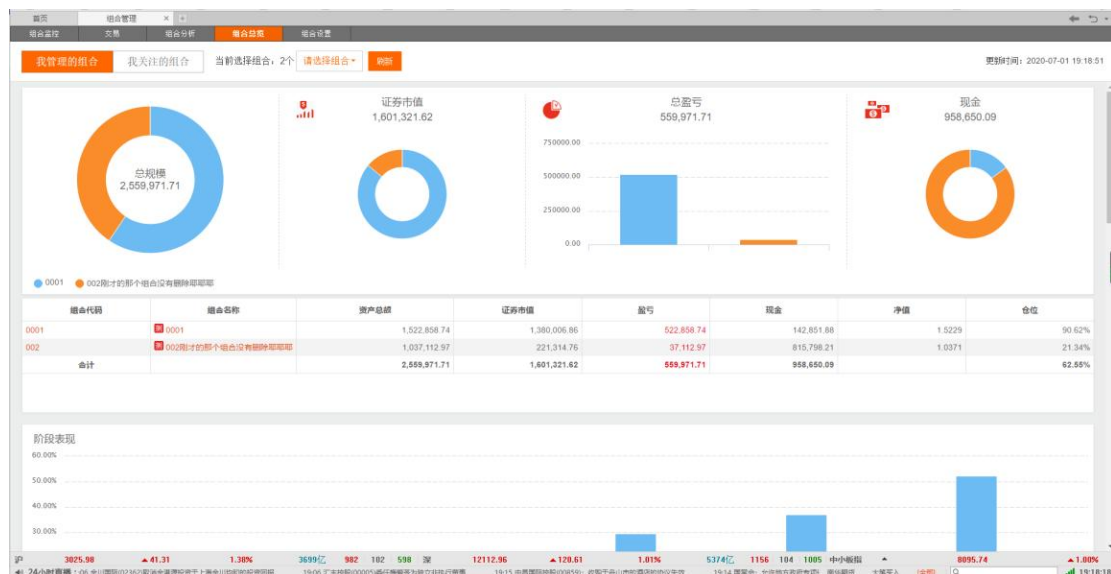 首页 组合管理 × +
组合监控 交易 组合分析 组合总览 组合设置
我管理的组合 我关注的组合 当前选择组合，2个 请选择组合 刷新 更新时间：2020-07-01 19:18:51
证券市值 总盈亏 现金
1,601,321.62 559,971.71 958,650.09
750000.00
总规模
2,559,971.71
500000.00
250000.00
0.00
0001 002刚才的那个组合没有删除耶耶耶
组合代码 组合名称 资产总额 证券市值 盈亏 现金 净值 仓位
0001 0001 1,522,858.74 1,380,006.86 522,858.74 142,851.88 1.5229 90.62%
002 002刚才的那个组合没有删除耶耶耶 1,037,112.97 221,314.76 37,112.97 815,798.21 1.0371 21.34%
合计 2,559,971.71 1,601,321.62 559,971.71 958,650.09 62.55%
阶段表现
60.00%
50.00%
40.00%
30.00%
沪 3025.98 ▲41.31 1.38% 3699亿 982 102 598 深 12112.96 ▲120.61 1.01% 5374亿 1156 104 1005 中小板指 8095.74 ▲1.00%
24小时直播 19:18:18